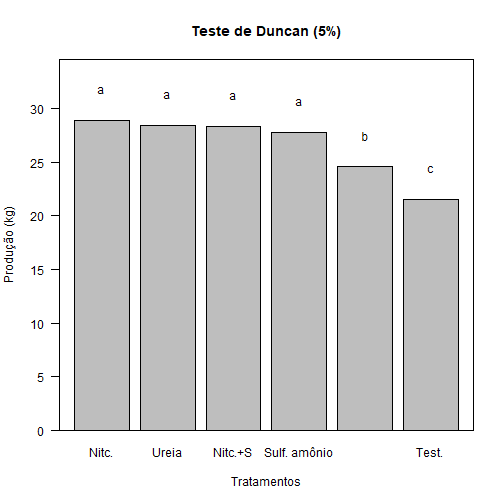 Teste de Duncan (5%)
a a a a b c
30
25
20
15
10
5
0
Produção (kg)
Nitc. Ureia Nitc.+S Sulf. amônio Test.
Tratamentos